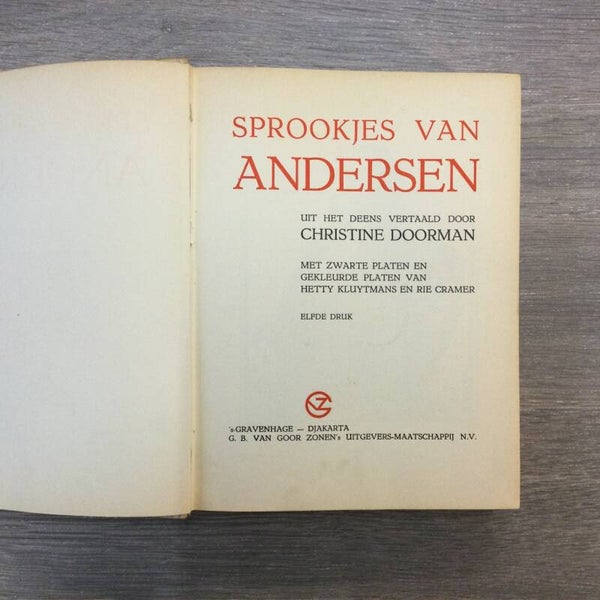 SPROOKJES VAN
ANDERSEN
UIT HET DEENS VERTAALD DOOR
CHRISTINE DOORMAN
MET ZWARTE PLATEN EN
GEKLEURDE PLATEN VAN
HETTY KLUYTMANS EN RIE CRAMER
ELFDE DRUK
's-GRAVENHAGE — DJAKARTA
G. B. VAN GOOR ZONEN's UITGEVERS-MAATSCHAPPIJ N.V.